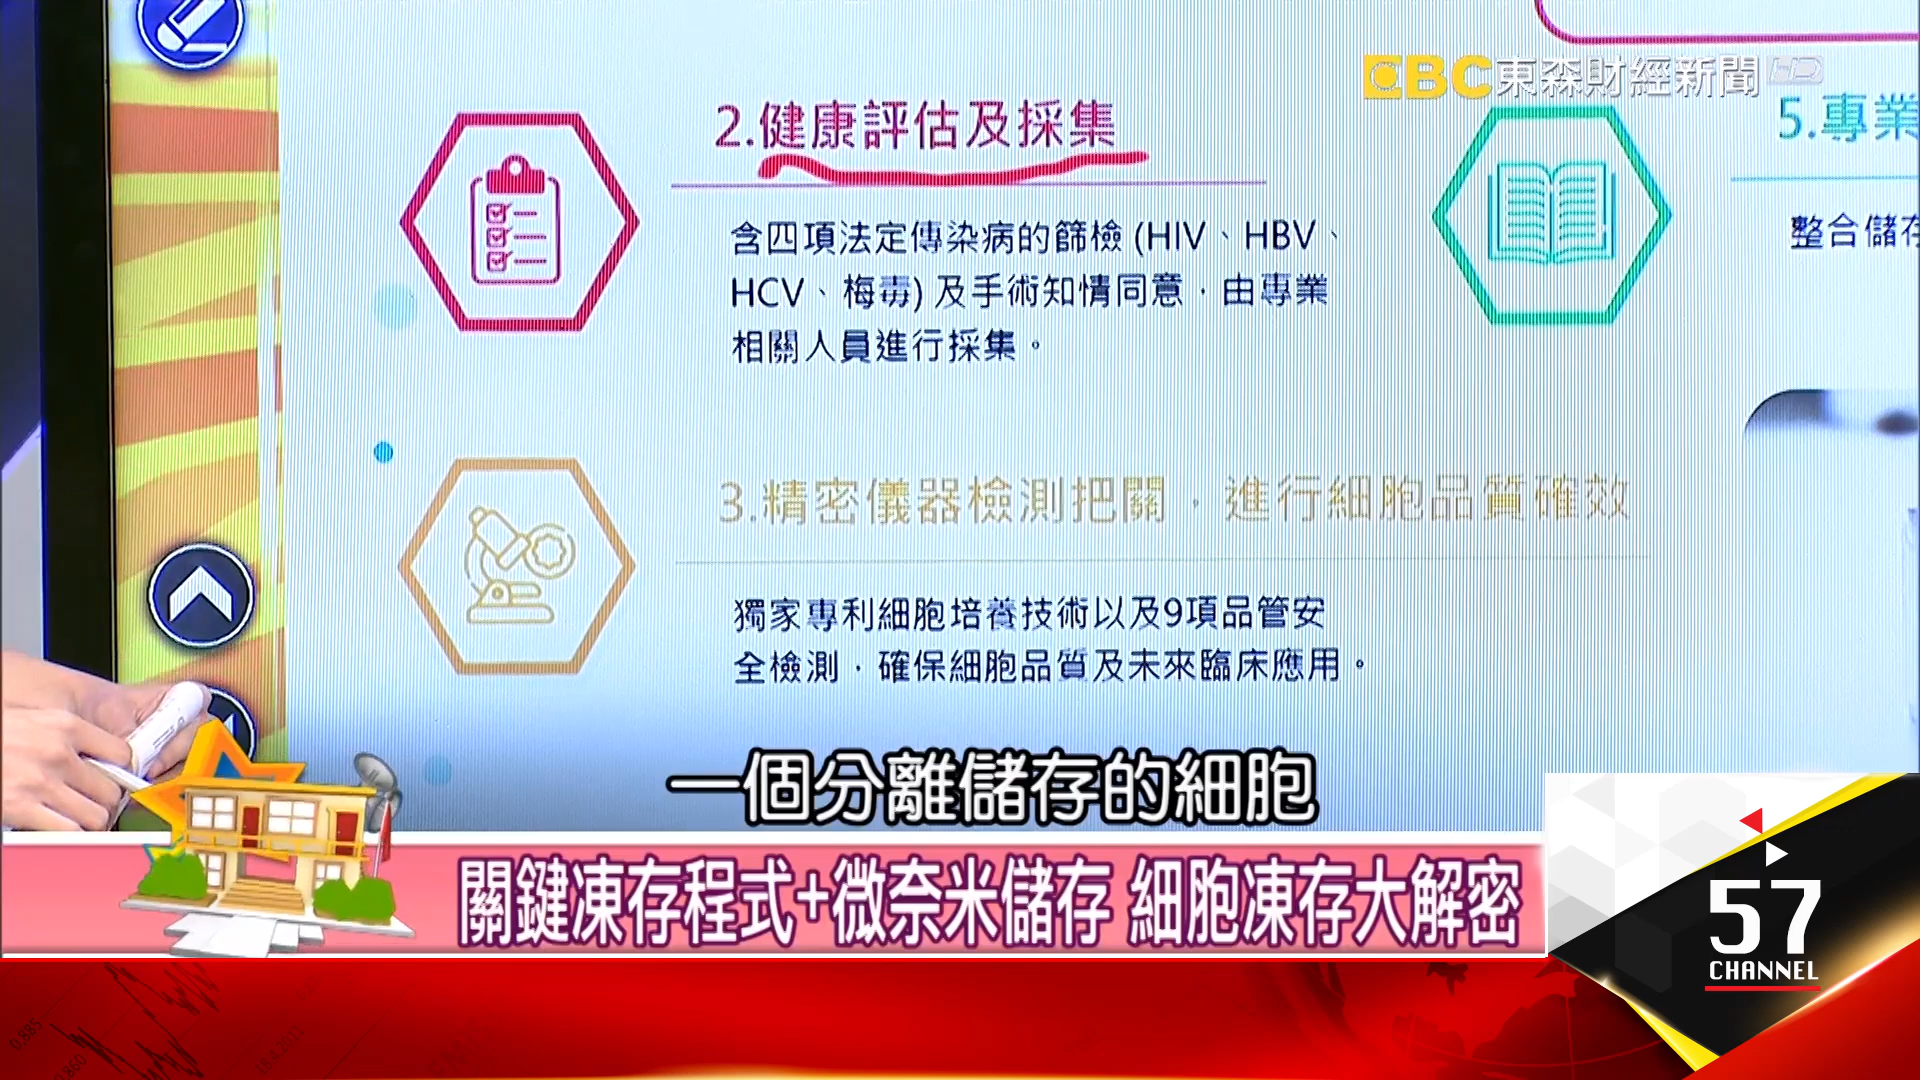 EBC東森財經新聞HD
2.健康評估及採集
含四項法定傳染病的篩檢 (HIV、HBV、
HCV、梅毒) 及手術知情同意，由專業
相關人員進行採集。
5.專業
整合儲存
3.精密儀器檢測把關，進行細胞品質確效
獨家專利細胞培養技術以及9項品管安
全檢測，確保細胞品質及未來臨床應用。
一個分離儲存的細胞
關鍵凍存程式+微奈米儲存 細胞凍存大解密
57
CHANNEL